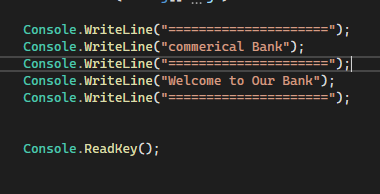 Console.WriteLine("=====================");
Console.WriteLine("commerical Bank");
Console.WriteLine("=====================");
Console.WriteLine("Welcome to Our Bank");
Console.WriteLine("=====================");
Console.ReadKey();